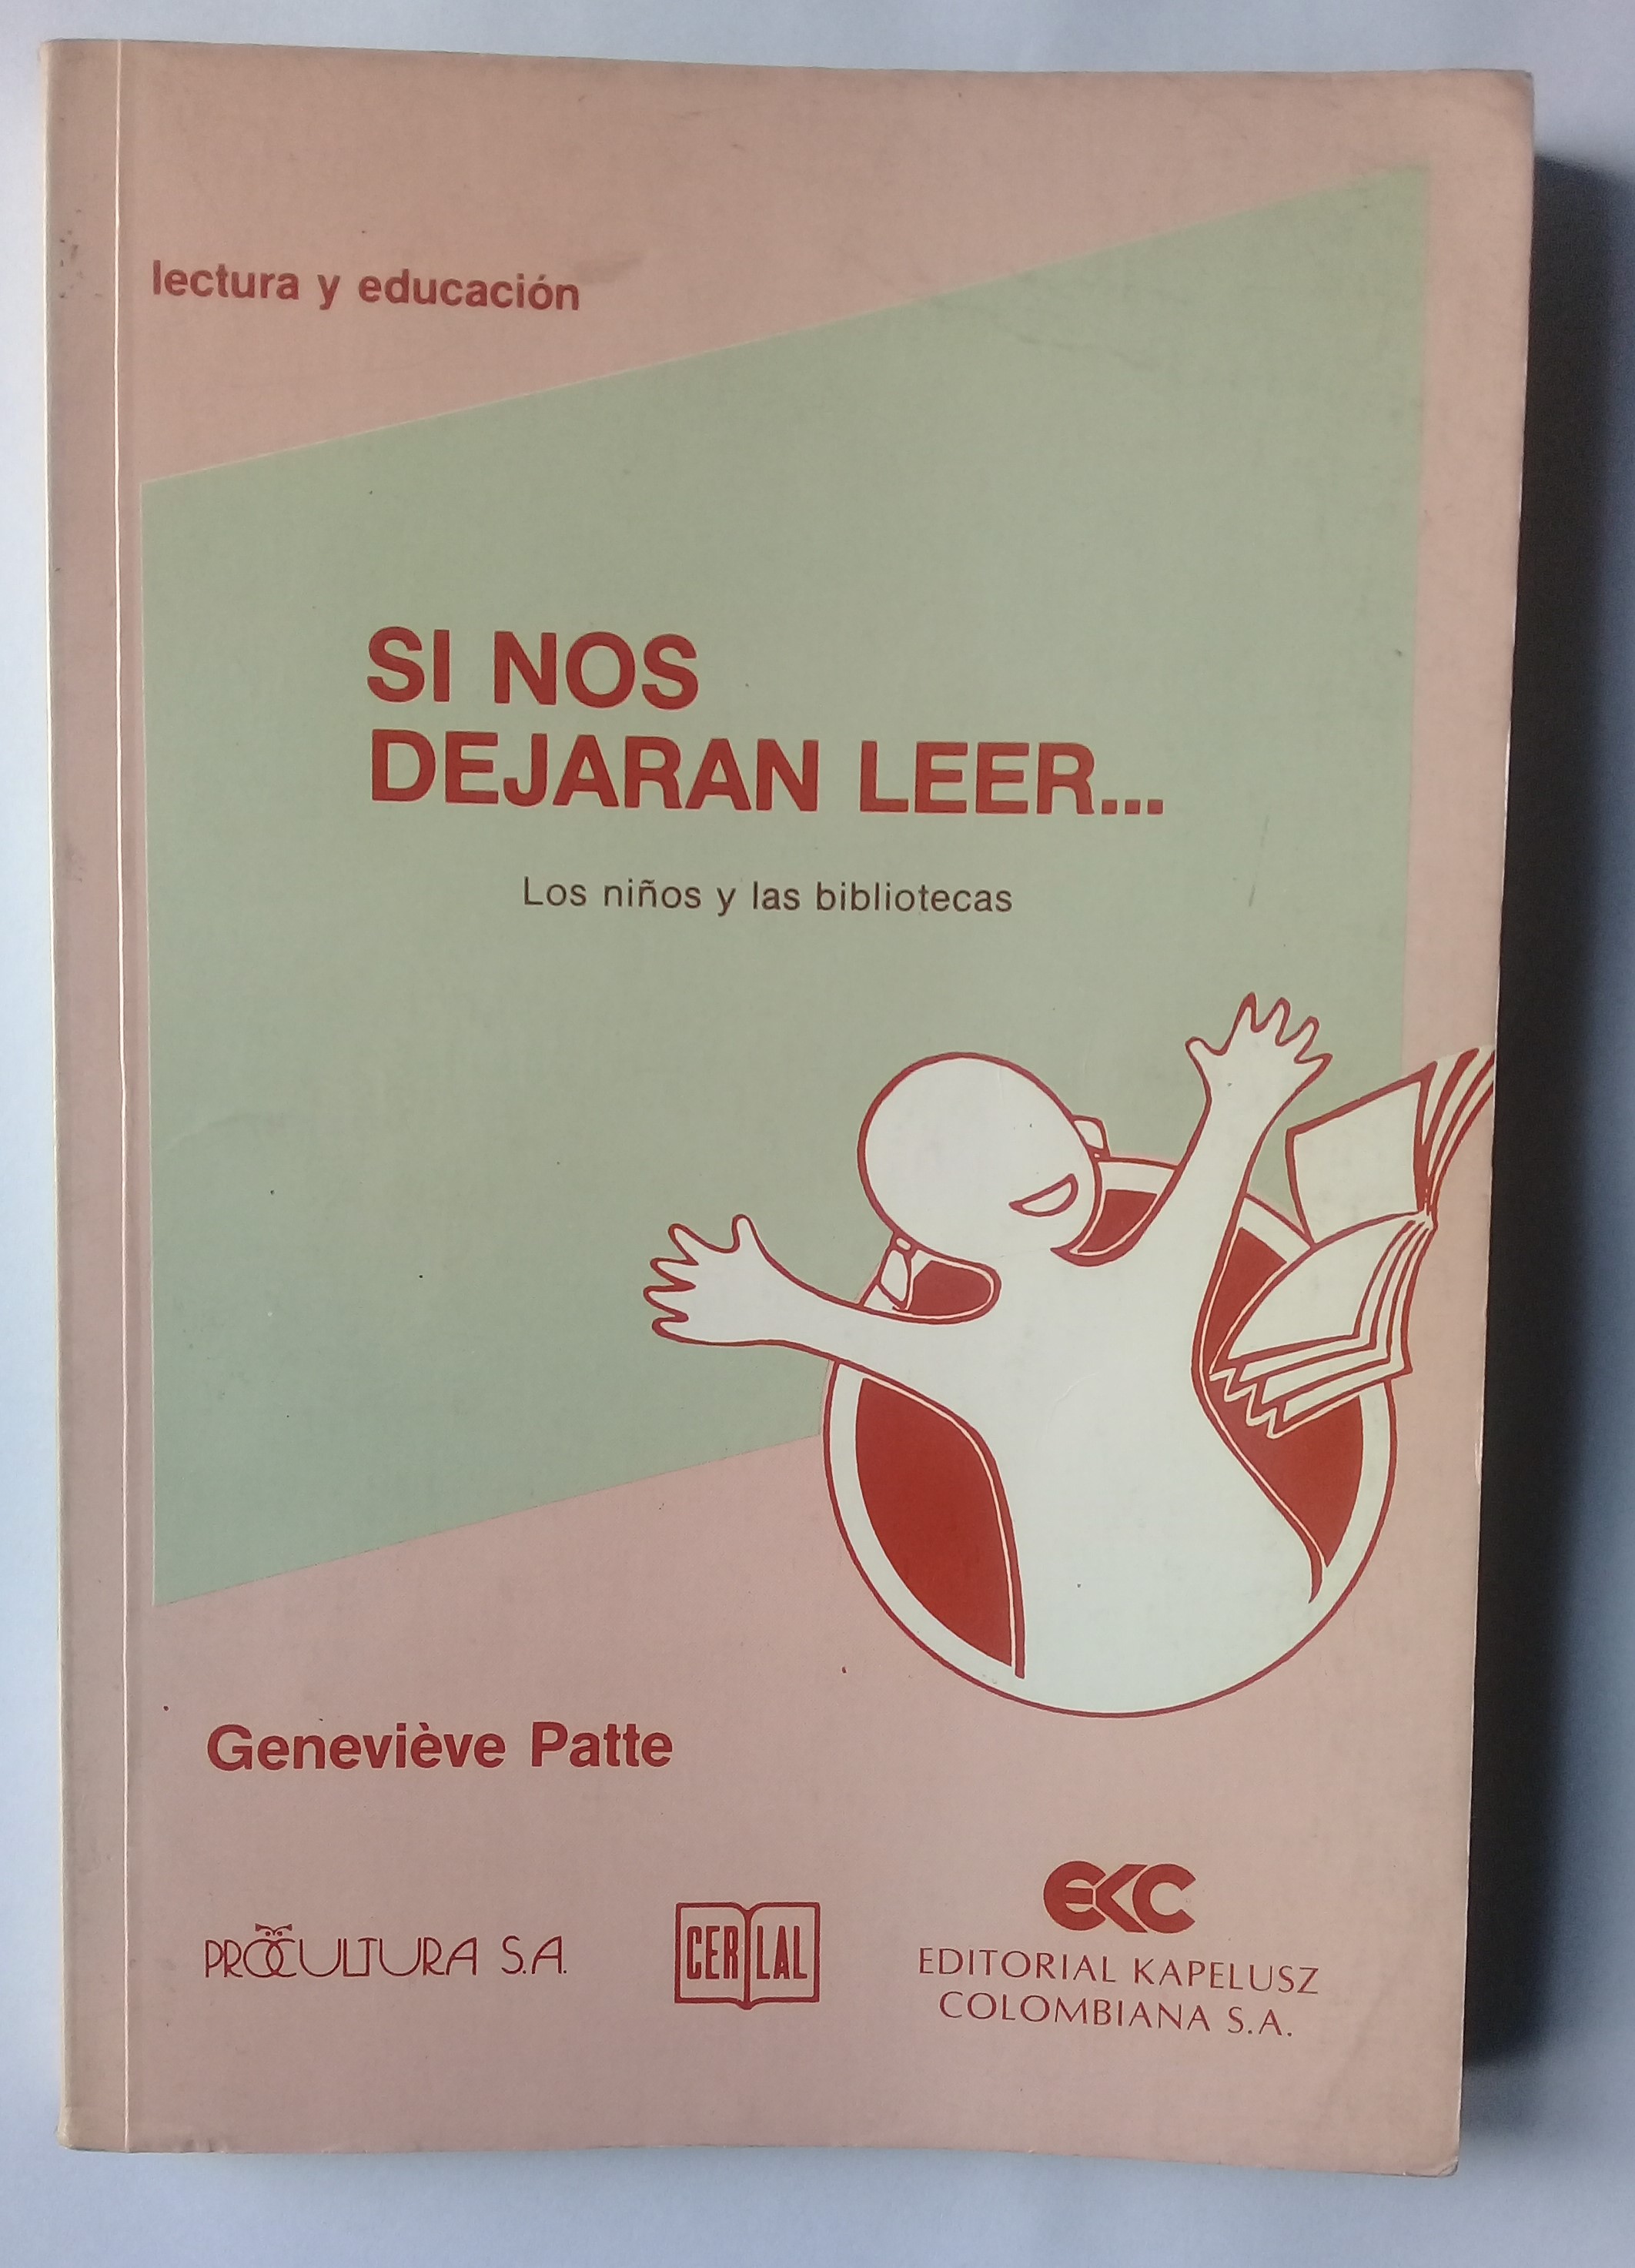 lectura y educación
SI NOS
DEJARAN LEER...
Los niños y las bibliotecas
Geneviève Patte
PROCULTURA S.A.
CERLAL
EKC
EDITORIAL KAPELUSZ
COLOMBIANA S.A.